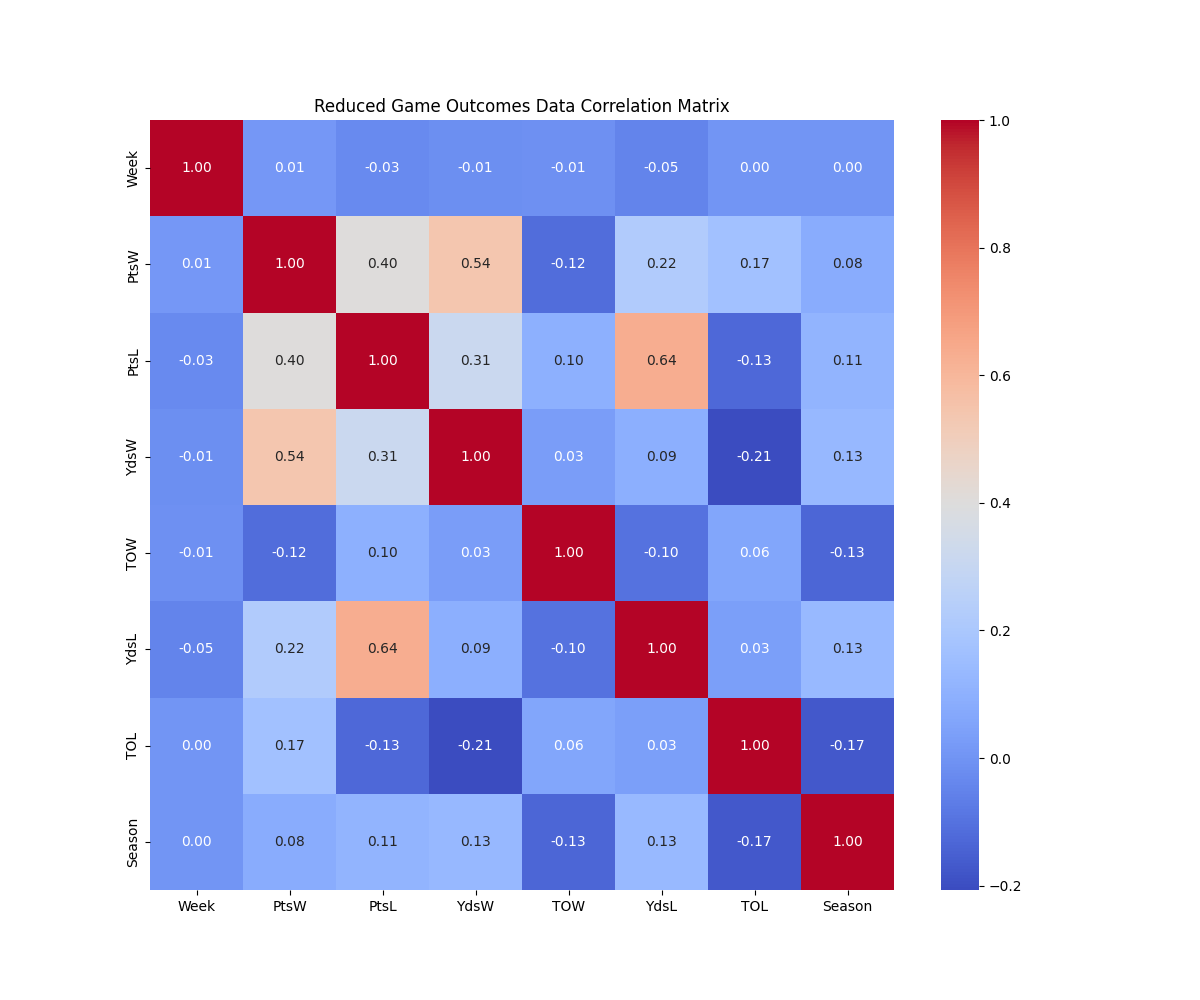 Reduced Game Outcomes Data Correlation Matrix
Week 1.00 0.01 -0.03 -0.01 -0.01 -0.05 0.00 0.00
PtsW 0.01 1.00 0.40 0.54 -0.12 0.22 0.17 0.08
PtsL -0.03 0.40 1.00 0.31 0.10 0.64 -0.13 0.11
YdsW -0.01 0.54 0.31 1.00 0.03 0.09 -0.21 0.13
TOW -0.01 -0.12 0.10 0.03 1.00 -0.10 0.06 -0.13
YdsL -0.05 0.22 0.64 0.09 -0.10 1.00 0.03 0.13
TOL 0.00 0.17 -0.13 -0.21 0.06 0.03 1.00 -0.17
Season 0.00 0.08 0.11 0.13 -0.13 0.13 -0.17 1.00
Week PtsW PtsL YdsW TOW YdsL TOL Season
1.0
0.8
0.6
0.4
0.2
0.0
−0.2